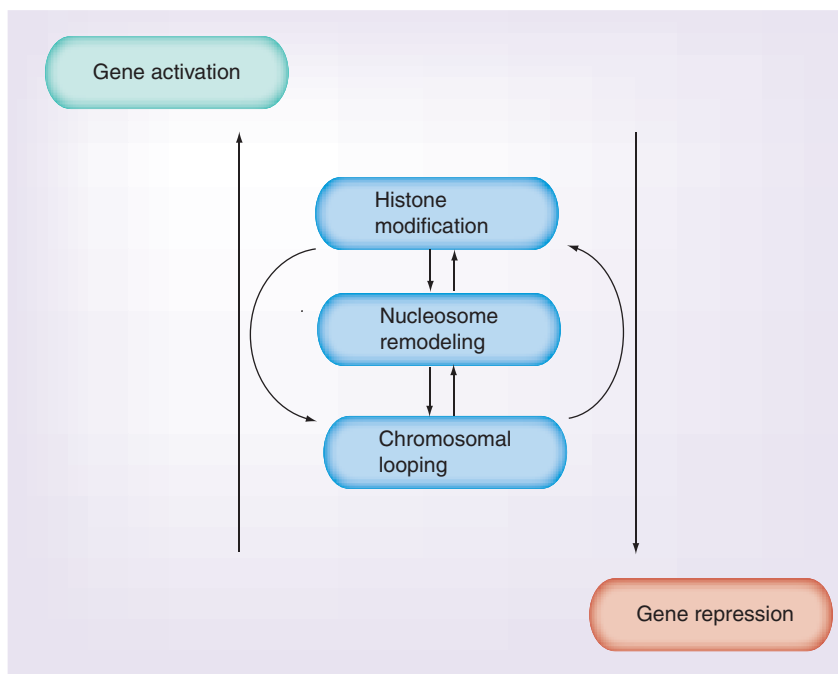 Gene activation
Histone
modification
Nucleosome
remodeling
Chromosomal
looping
Gene repression